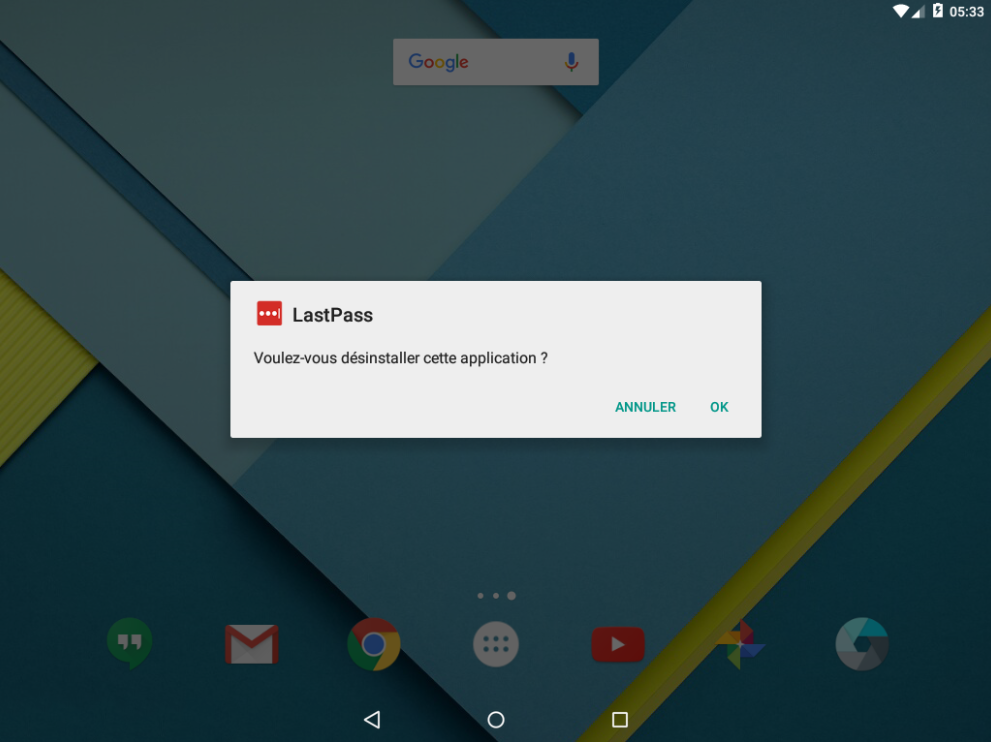 05:33
Google
LastPass
Voulez-vous désinstaller cette application ?
ANNULER OK